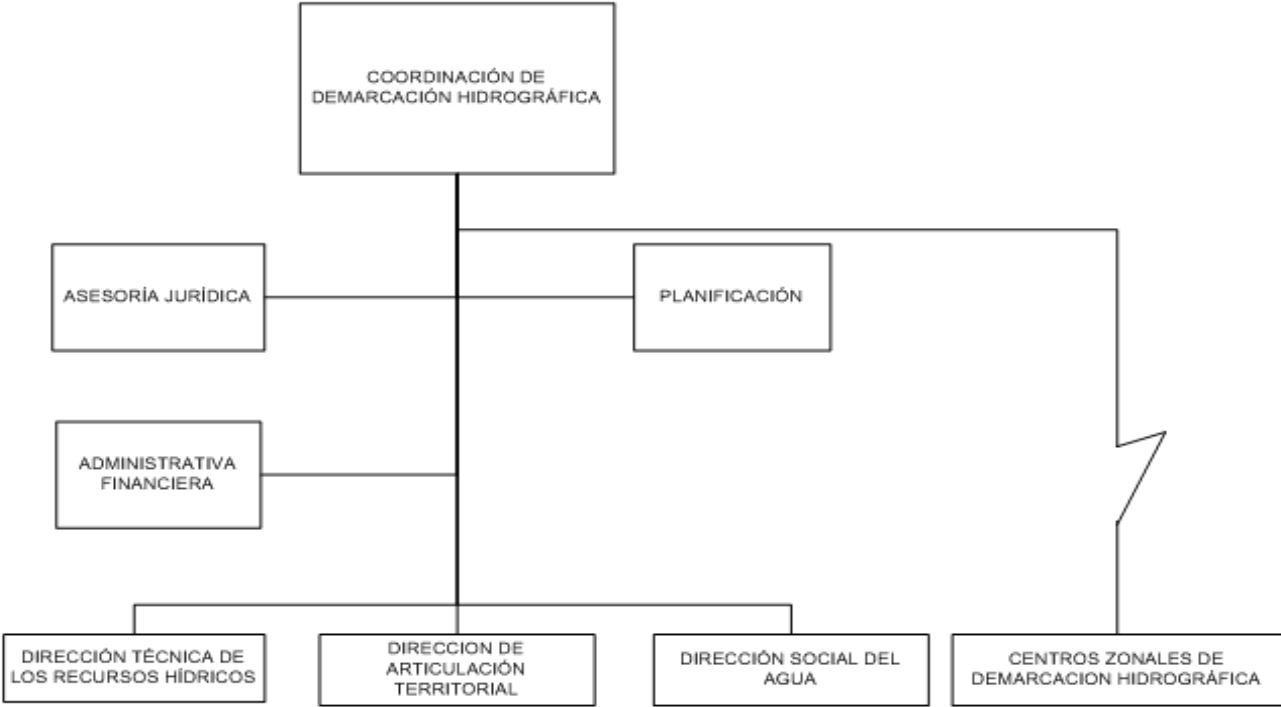 COORDINACIÓN DE
DEMARCACIÓN HIDROGRÁFICA
ASESORÍA JURÍDICA
PLANIFICACIÓN
ADMINISTRATIVA
FINANCIERA
DIRECCIÓN TÉCNICA DE
LOS RECURSOS HÍDRICOS
DIRECCION DE
ARTICULACIÓN
TERRITORIAL
DIRECCIÓN SOCIAL DEL
AGUA
CENTROS ZONALES DE
DEMARCACION HIDROGRÁFICA